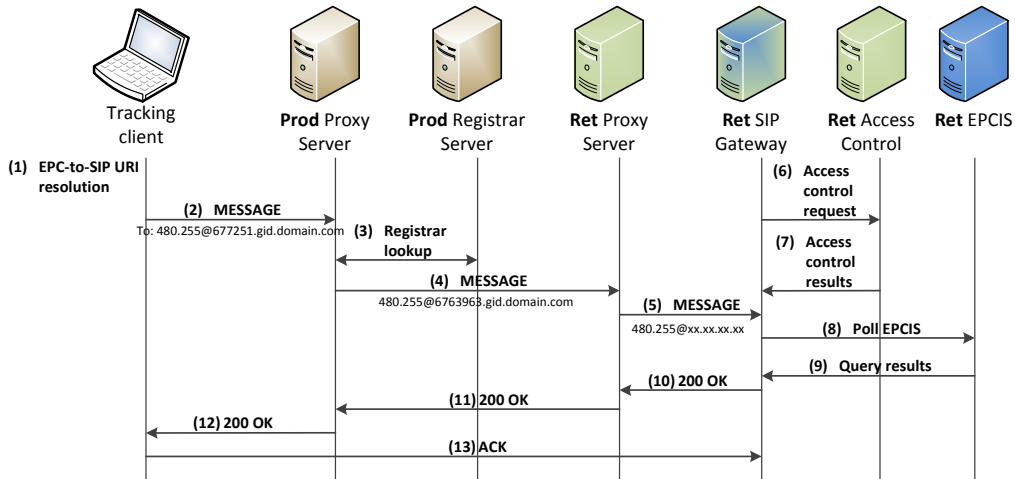 Tracking
client
Prod Proxy
Server
Prod Registrar
Server
Ret Proxy
Server
Ret SIP
Gateway
Ret Access
Control
Ret EPCIS
(1) EPC-to-SIP URI
resolution
(2) MESSAGE
To: 480.255@677251.gid.domain.com
(3) Registrar
lookup
(4) MESSAGE
480.255@6763963.gid.domain.com
(5) MESSAGE
480.255@xx.xx.xx.xx
(6) Access
control
request
(7) Access
control
results
(8) Poll EPCIS
(9) Query results
(10) 200 OK
(11) 200 OK
(12) 200 OK
(13) ACK